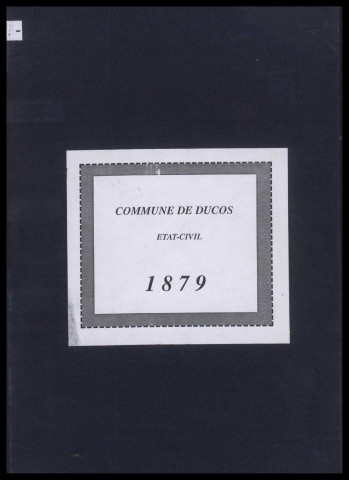 COMMUNE DE DUCOS
ETAT-CIVIL
1879